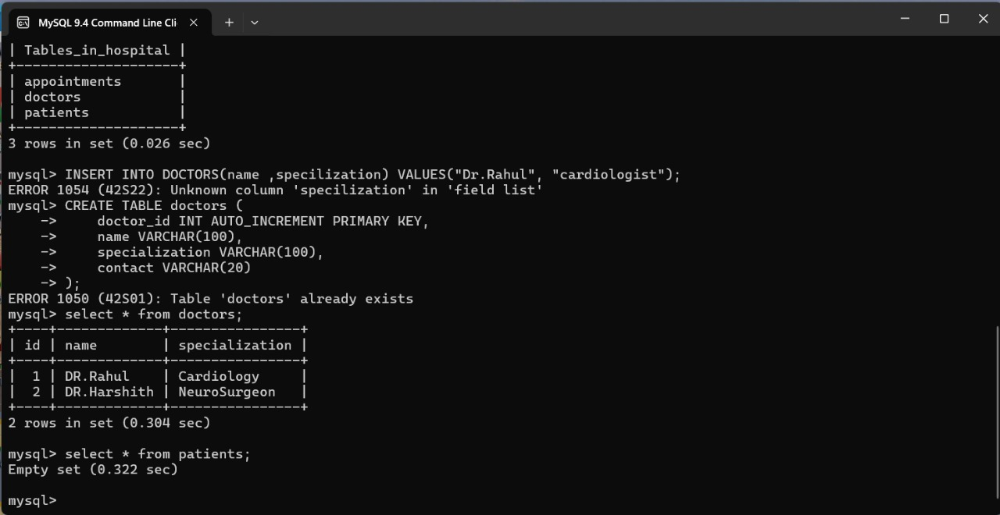 MySQL 9.4 Command Line Cli
| Tables_in_hospital |
+--------------------+
| appointments       |
| doctors            |
| patients           |
+--------------------+
3 rows in set (0.026 sec)

mysql> INSERT INTO DOCTORS(name ,specilization) VALUES("Dr.Rahul", "cardiologist");
ERROR 1054 (42S22): Unknown column 'specilization' in 'field list'
mysql> CREATE TABLE doctors (
    ->     doctor_id INT AUTO_INCREMENT PRIMARY KEY,
    ->     name VARCHAR(100),
    ->     specialization VARCHAR(100),
    ->     contact VARCHAR(20)
    -> );
ERROR 1050 (42S01): Table 'doctors' already exists
mysql> select * from doctors;
+----+-------------+----------------+
| id | name        | specialization |
+----+-------------+----------------+
|  1 | DR.Rahul    | Cardiology     |
|  2 | DR.Harshith | NeuroSurgeon   |
+----+-------------+----------------+
2 rows in set (0.304 sec)

mysql> select * from patients;
Empty set (0.322 sec)

mysql>